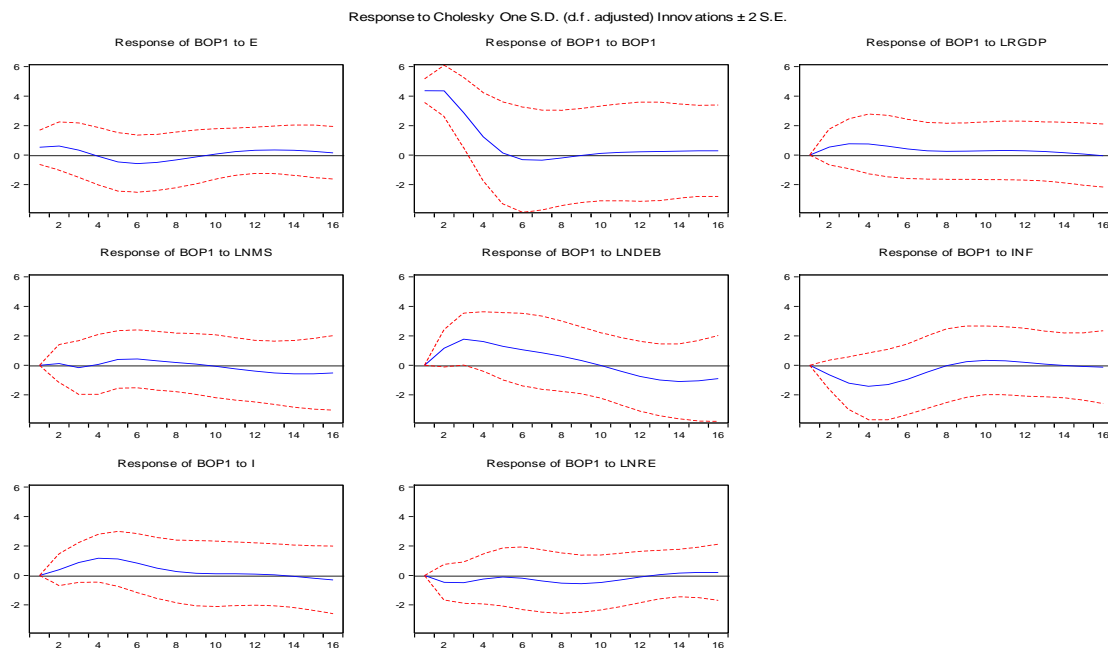 Response to Cholesky One S.D. (d.f. adjusted) Innovations ± 2 S.E.
Response of BOP1 to E
6
4
2
0
-2
2 4 6 8 10 12 14 16
Response of BOP1 to BOP1
6
4
2
0
-2
2 4 6 8 10 12 14 16
Response of BOP1 to LRGDP
6
4
2
0
-2
2 4 6 8 10 12 14 16
Response of BOP1 to LNMS
6
4
2
0
-2
2 4 6 8 10 12 14 16
Response of BOP1 to LNDEB
6
4
2
0
-2
2 4 6 8 10 12 14 16
Response of BOP1 to INF
6
4
2
0
-2
2 4 6 8 10 12 14 16
Response of BOP1 to I
6
4
2
0
-2
2 4 6 8 10 12 14 16
Response of BOP1 to LNRE
6
4
2
0
-2
2 4 6 8 10 12 14 16